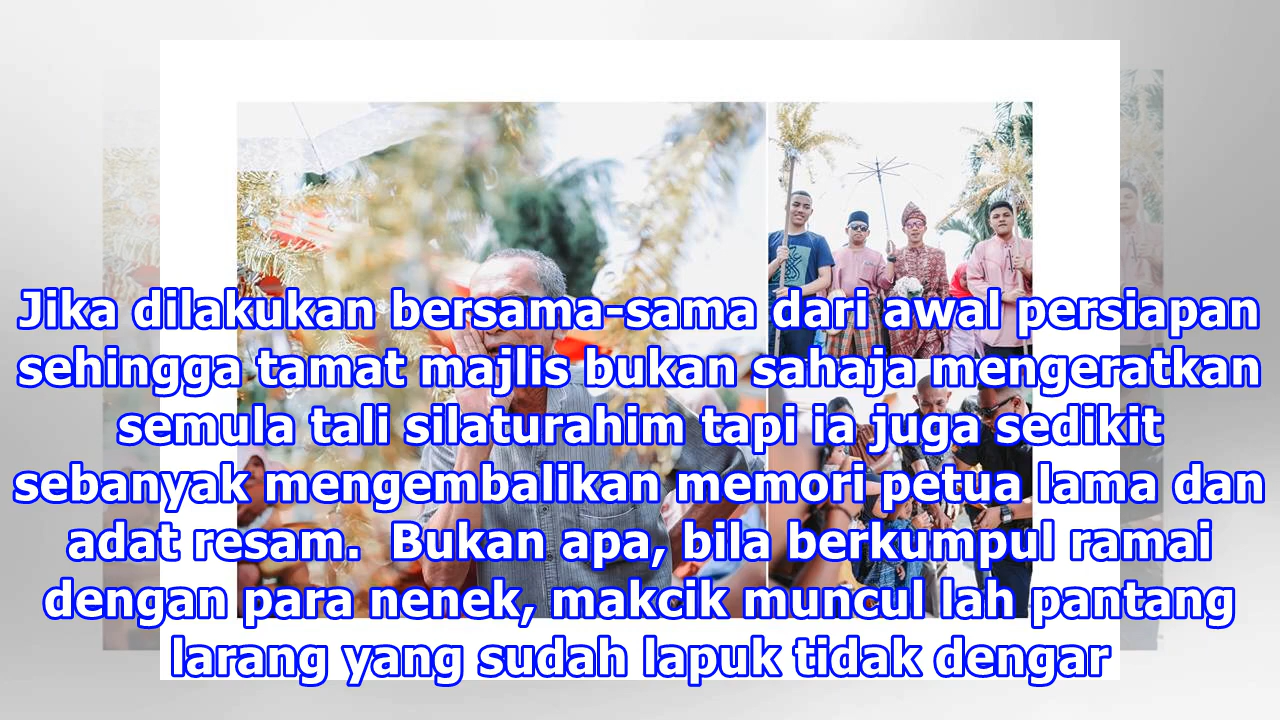 Jika dilakukan bersama-sama dari awal persiapan
sehingga tamat majlis bukan sahaja mengeratkan
semula tali silaturahim tapi ia juga sedikit
sebanyak mengembalikan memori petua lama dan
adat resam.  Bukan apa, bila berkumpul ramai
dengan para nenek, makcik muncul lah pantang
larang yang sudah lapuk tidak dengar